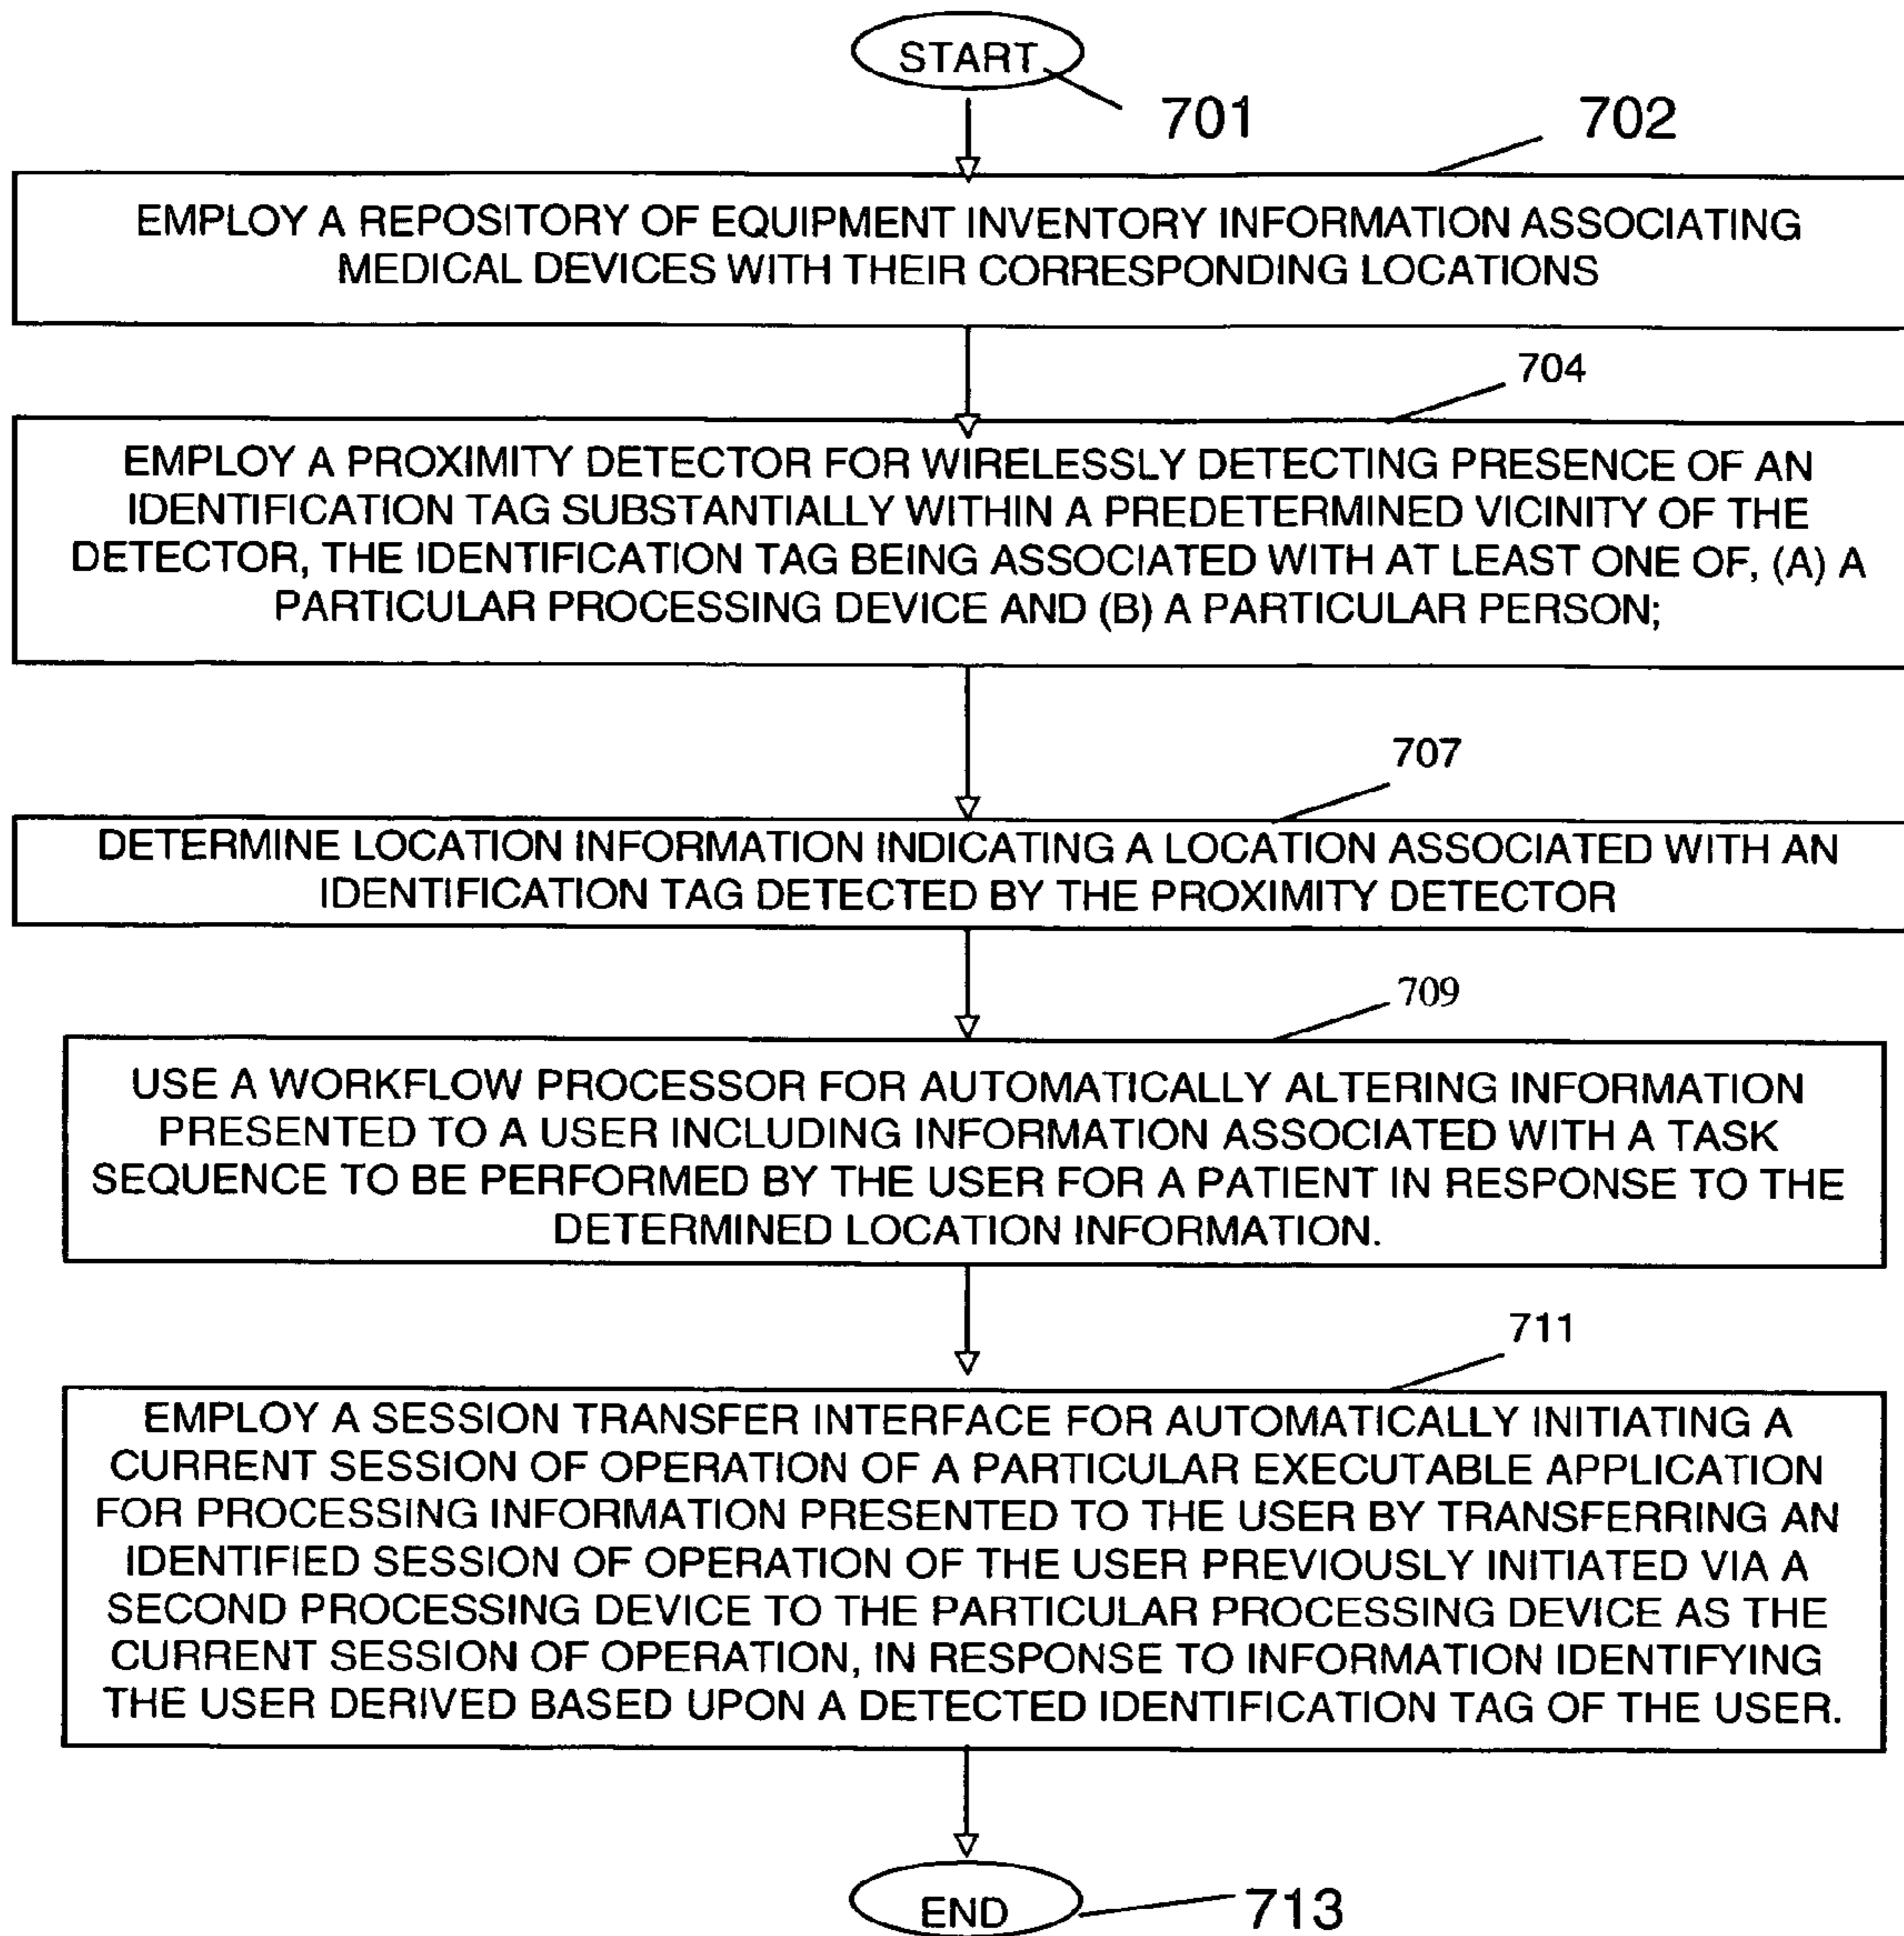 START
701
702
EMPLOY A REPOSITORY OF EQUIPMENT INVENTORY INFORMATION ASSOCIATING
MEDICAL DEVICES WITH THEIR CORRESPONDING LOCATIONS
704
EMPLOY A PROXIMITY DETECTOR FOR WIRELESSLY DETECTING PRESENCE OF AN
IDENTIFICATION TAG SUBSTANTIALLY WITHIN A PREDETERMINED VICINITY OF THE
DETECTOR, THE IDENTIFICATION TAG BEING ASSOCIATED WITH AT LEAST ONE OF, (A) A
PARTICULAR PROCESSING DEVICE AND (B) A PARTICULAR PERSON;
707
DETERMINE LOCATION INFORMATION INDICATING A LOCATION ASSOCIATED WITH AN
IDENTIFICATION TAG DETECTED BY THE PROXIMITY DETECTOR
709
USE A WORKFLOW PROCESSOR FOR AUTOMATICALLY ALTERING INFORMATION
PRESENTED TO A USER INCLUDING INFORMATION ASSOCIATED WITH A TASK
SEQUENCE TO BE PERFORMED BY THE USER FOR A PATIENT IN RESPONSE TO THE
DETERMINED LOCATION INFORMATION.
711
EMPLOY A SESSION TRANSFER INTERFACE FOR AUTOMATICALLY INITIATING A
CURRENT SESSION OF OPERATION OF A PARTICULAR EXECUTABLE APPLICATION
FOR PROCESSING INFORMATION PRESENTED TO THE USER BY TRANSFERRING AN
IDENTIFIED SESSION OF OPERATION OF THE USER PREVIOUSLY INITIATED VIA A
SECOND PROCESSING DEVICE TO THE PARTICULAR PROCESSING DEVICE AS THE
CURRENT SESSION OF OPERATION, IN RESPONSE TO INFORMATION IDENTIFYING
THE USER DERIVED BASED UPON A DETECTED IDENTIFICATION TAG OF THE USER.
END
713